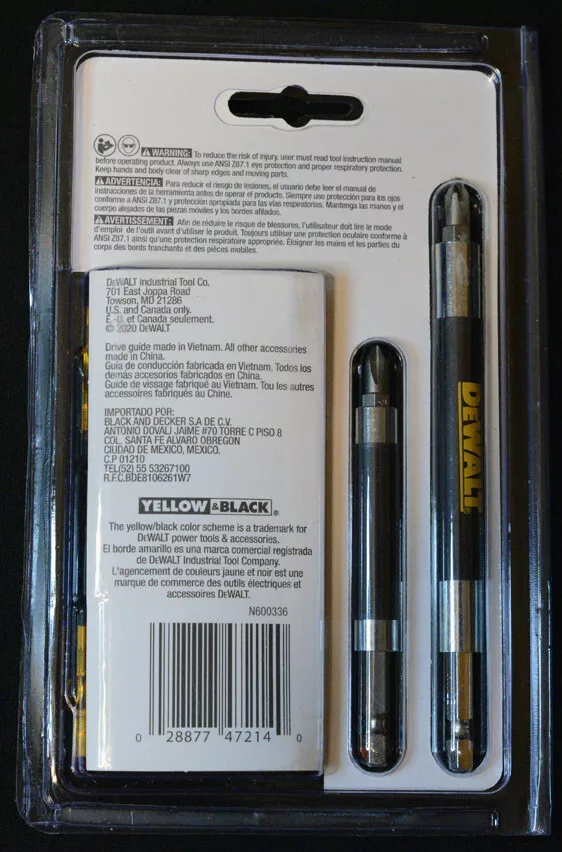 WARNING: To reduce the risk of injury, user must read tool instruction manual
before operating product. Always use ANSI Z87.1 eye protection and proper respiratory protection.
Keep hands and body clear of sharp edges and moving parts.
ADVERTENCIA: Para reducir el riesgo de lesiones, el usuario debe leer el manual de
instrucciones de la herramienta antes de operar el producto. Siempre uso protección para los ojos
conforme a ANSI Z87.1 y protección apropiada para las vías respiratorias. Mantenga las manos y el
cuerpo alejados de las piezas móviles y los bordes afilados.
AVERTISSEMENT: Afin de réduire le risque de blessures, l'utilisateur doit lire le mode
d'emploi de l'outil avant d'utiliser le produit. Toujours utiliser une protection oculaire conforme à
ANSI Z87.1 ainsi qu'une protection respiratoire appropriée. Éloigner les mains et les parties du
corps des bords tranchants et des pièces mobiles.
DEWALT Industrial Tool Co.
701 East Joppa Road
Towson, MD 21286
U.S. and Canada only.
É.-U. et Canada seulement.
© 2020 DEWALT
Drive guide made in Vietnam. All other accessories
made in China.
Guía de conducción fabricada en Vietnam. Todos los
demás accesorios fabricados en China.
Guide de vissage fabriqué au Vietnam. Tou les autres
accessoires fabriqués au Chine.
IMPORTADO POR:
BLACK AND DECKER S.A DE C.V.
ANTONIO DOVALI JAIME #70 TORRE C PISO 8
COL. SANTA FE ALVARO OBREGON
CIUDAD DE MEXICO, MEXICO.
C.P 01210
TEL(52) 55 53267100
R.F.C.BDE8106261W7
YELLOW & BLACK®
The yellow/black color scheme is a trademark for
DEWALT power tools & accessories.
El borde amarillo es una marca comercial registrada
de DEWALT Industrial Tool Company.
L'agencement de couleurs jaune et noir est une
marque de commerce des outils électriques et
accessoires DEWALT.
N600336
0 28877 47214 0
DEWALT®